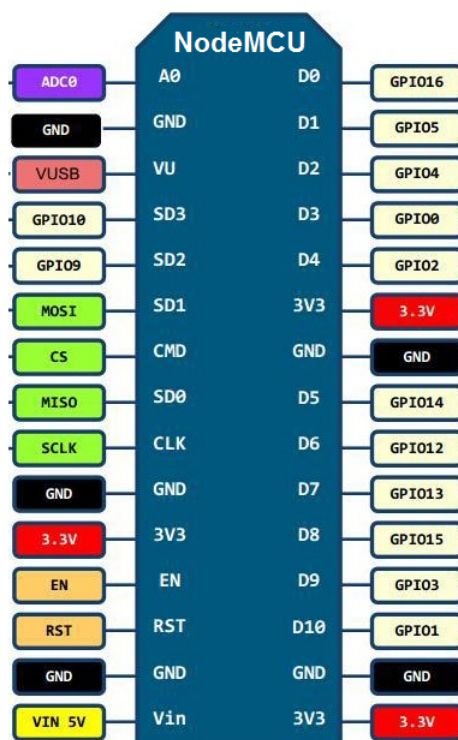 NodeMCU
ADC0 A0 D0 GPIO16
GND GND D1 GPIO5
VUSB VU D2 GPIO4
GPIO10 SD3 D3 GPIO0
GPIO9 SD2 D4 GPIO2
MOSI SD1 3V3 3.3V
CS CMD GND GND
MISO SD0 D5 GPIO14
SCLK CLK D6 GPIO12
GND GND D7 GPIO13
3.3V 3V3 D8 GPIO15
EN EN D9 GPIO3
RST RST D10 GPIO1
GND GND GND GND
VIN 5V Vin 3V3 3.3V